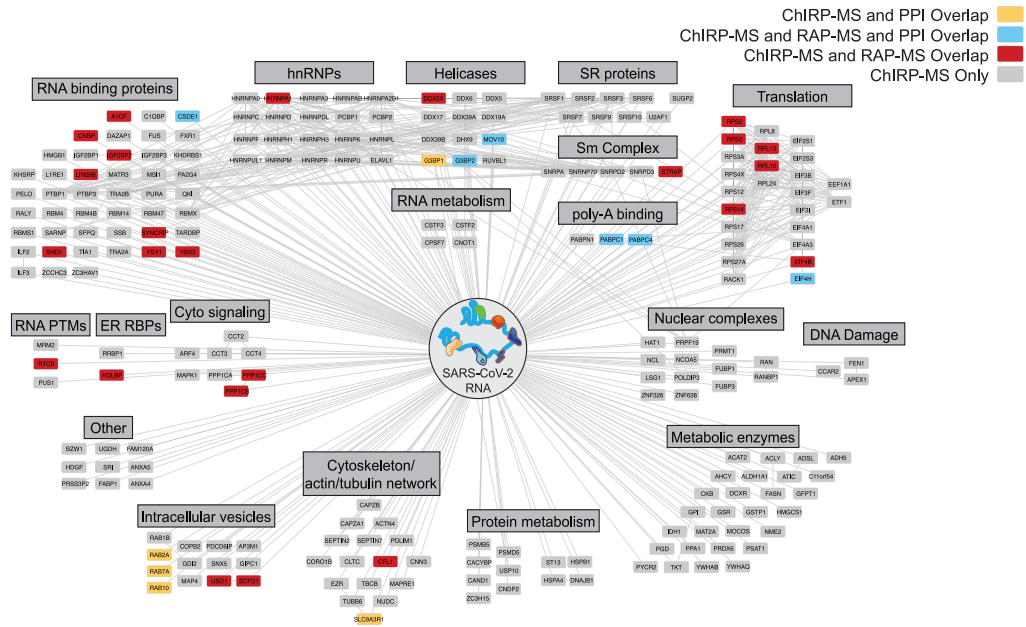 ChIRP-MS and PPI Overlap
ChIRP-MS and RAP-MS and PPI Overlap
ChIRP-MS and RAP-MS Overlap
ChIRP-MS Only
RNA binding proteins
A1CF CSDE1
C1QBP
CNBP DAZAP1 FUS FXR1
HMGB1 IGF2BP1 IGF2BP2 IGF2BP3 KHDRBS1
KHSRP L1RE1 LIN28B MATR3 MSI1 PA2G4
PELO PTBP1 PTBP3 TRA2B PURA QKI
RALY RBM4 RBM4B RBM14 RBM47 RBMX
RBMS1 SARNP SFPQ SSB SYNCRIP TARDBP
ILF2 SND1 TIA1 TRA2A YBX1 YBX3
ILF3 ZCCHC3 ZC3HAV1
hnRNPs
HNRNPA0 HNRNPA1 HNRNPA3 HNRNPAB HNRNPA2B1
HNRNPC HNRNPD HNRNPDL PCBP1 PCBP2
HNRNPF HNRNPH1 HNRNPH3 HNRNPK HNRNPL
HNRNPUL1 HNRNPM HNRNPR HNRNPU ELAVL1
Helicases
DDX3X DDX6 DDX5
DDX17 DDX39A DDX19A
DDX39B DHX9 MOV10
G3BP1 G3BP2 RUVBL1
SR proteins
SRSF1 SRSF2 SRSF3 SRSF6 SUGP2
SRSF7 SRSF9 SRSF10 U2AF1
Sm Complex
SNRPA SNRNP70 SNRPD2 SNRPD3 STRAP
RNA metabolism
CSTF3 CSTF2
CPSF7 CNOT1
poly-A binding
PABPN1 PABPC1 PABPC4
Translation
RPS2
RPS3
RPS3A
RPS4X
RPS12
RPS14
RPS17
RPS26
RPS27A
RACK1
RPL8
RPL13
RPL15
RPL24
EIF2S1
EIF2S3
EIF3B
EIF3F
EIF3I
EIF4A1
EIF4A3
EIF4B
EIF4H
EEF1A1
ETF1
RNA PTMs
MRM2
RTCB
PUS1
ER RBPs
RRBP1
HDLBP
Cyto signaling
CCT2
ARF4 CCT3 CCT4
MAPK1 PPP1CA PPP1CC
PPP1CB
SARS-CoV-2
RNA
Nuclear complexes
HAT1 PRPF19
NCL NCOA5
LSG1 POLDIP3
ZNF326 ZNF638
PRMT1
FUBP1
FUBP3
RAN
RANBP1
DNA Damage
FEN1
CCAR2
APEX1
Other
BZW1 UGDH FAM120A
HDGF SRI ANXA5
PRSS3P2 FABP1 ANXA4
Intracellular vesicles
RAB1B
RAB2A
RAB7A
RAB10
COPB2 PDCD6IP AP3M1
GDI2 SNX5 GIPC1
MAP4 USO1 SCFD1
Cytoskeleton/
actin/tubulin network
CAPZB
CAPZA1 ACTN4
SEPTIN2 SEPTIN7 PDLIM1
CORO1B CLTC CFL1 CNN3
EZR TBCB MAPRE1
TUBB6 NUDC
SLC9A3R1
Protein metabolism
PSMB5
CACYBP
CAND1
ZC3H15
PSMD5
USP10
CNDP2
ST13 HSPB1
HSPA4 DNAJB1
Metabolic enzymes
ACAT2 ACLY ADSL ADH5
AHCY ALDH1A1 ATIC C11orf54
CKB DCXR FASN GFPT1
GPI GSR GSTP1 HMGCS1
IDH1 MAT2A MOCOS NME2
PGD PPA1 PRDX6 PSAT1
PYCR2 TKT YWHAB YWHAQ